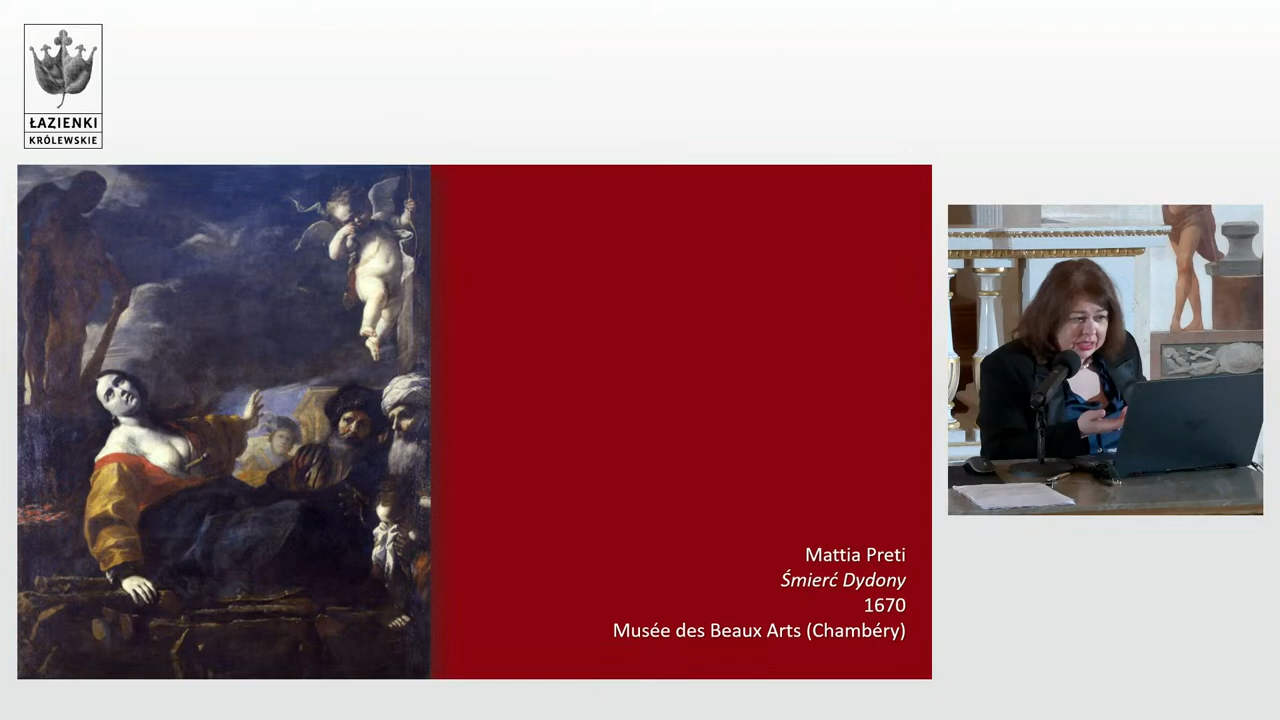 ŁAZIENKI
KRÓLEWSKIE
Mattia Preti
Śmierć Dydony
1670
Musée des Beaux Arts (Chambéry)